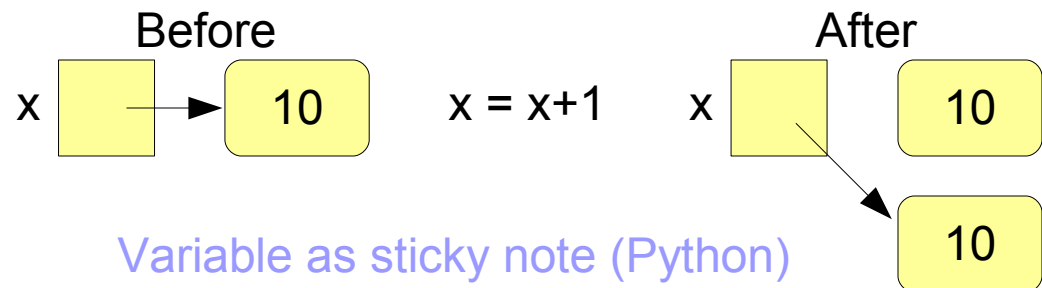 Before
After
x 10 x = x+1 x 10
10
Variable as sticky note (Python)